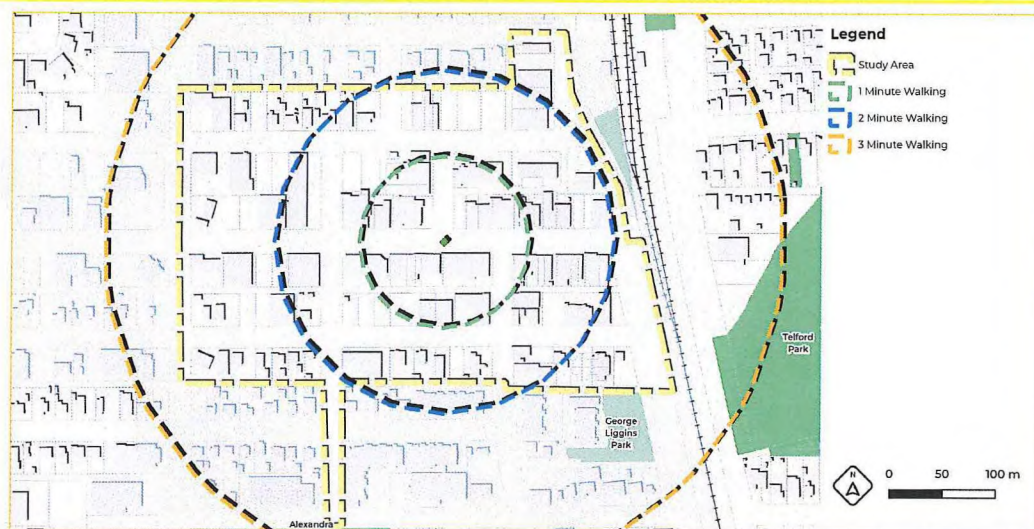 Legend
Study Area
1 Minute Walking
2 Minute Walking
3 Minute Walking
Telford
Park
George
Liggins
Park
N
0 50 100 m
Alexandra